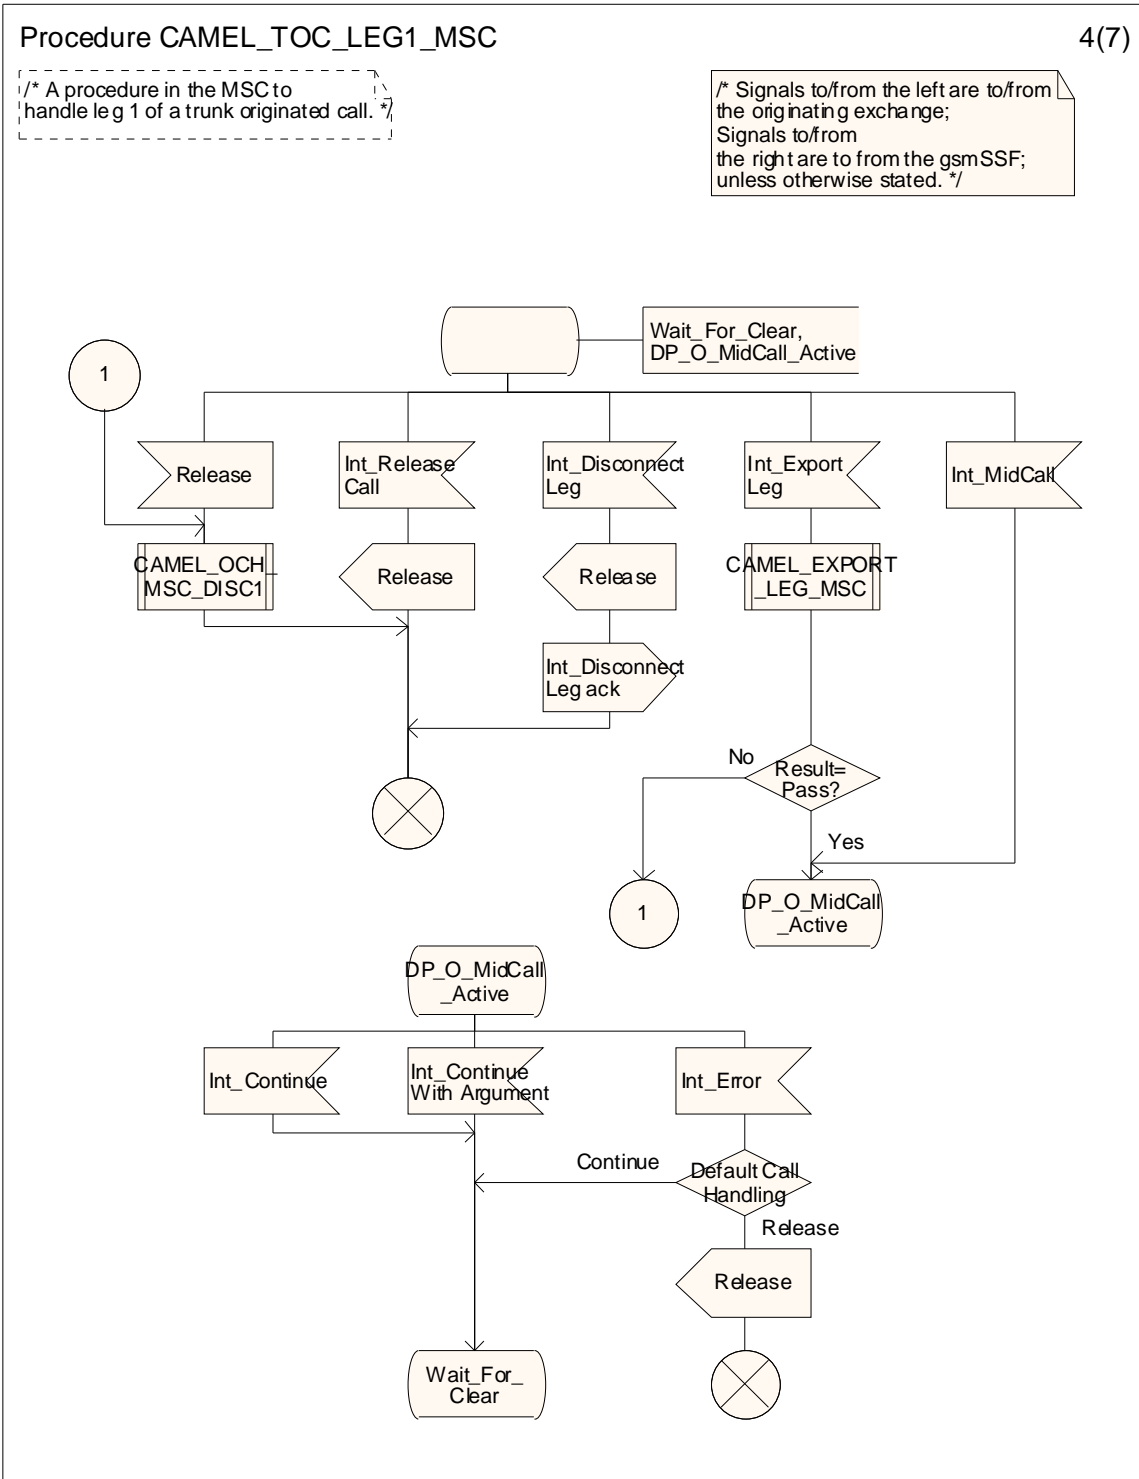 Procedure CAMEL_TOC_LEG1_MSC
4(7)
/* A procedure in the MSC to
handle leg 1 of a trunk originated call. */
/* Signals to/from the left are to/from
the originating exchange;
Signals to/from
the right are to from the gsmSSF;
unless otherwise stated. */
Wait_For_Clear,
DP_O_MidCall_Active
1
Release
Int_Release
Call
Int_Disconnect
Leg
Int_Export
Leg
Int_MidCall
CAMEL_OCH_
MSC_DISC1
Release
Release
CAMEL_EXPORT
_LEG_MSC
Int_Disconnect
Leg ack
No
Result=
Pass?
Yes
1
DP_O_MidCall
_Active
DP_O_MidCall
_Active
Int_Continue
Int_Continue
With Argument
Int_Error
Continue
Default Call
Handling
Release
Release
Wait_For_
Clear